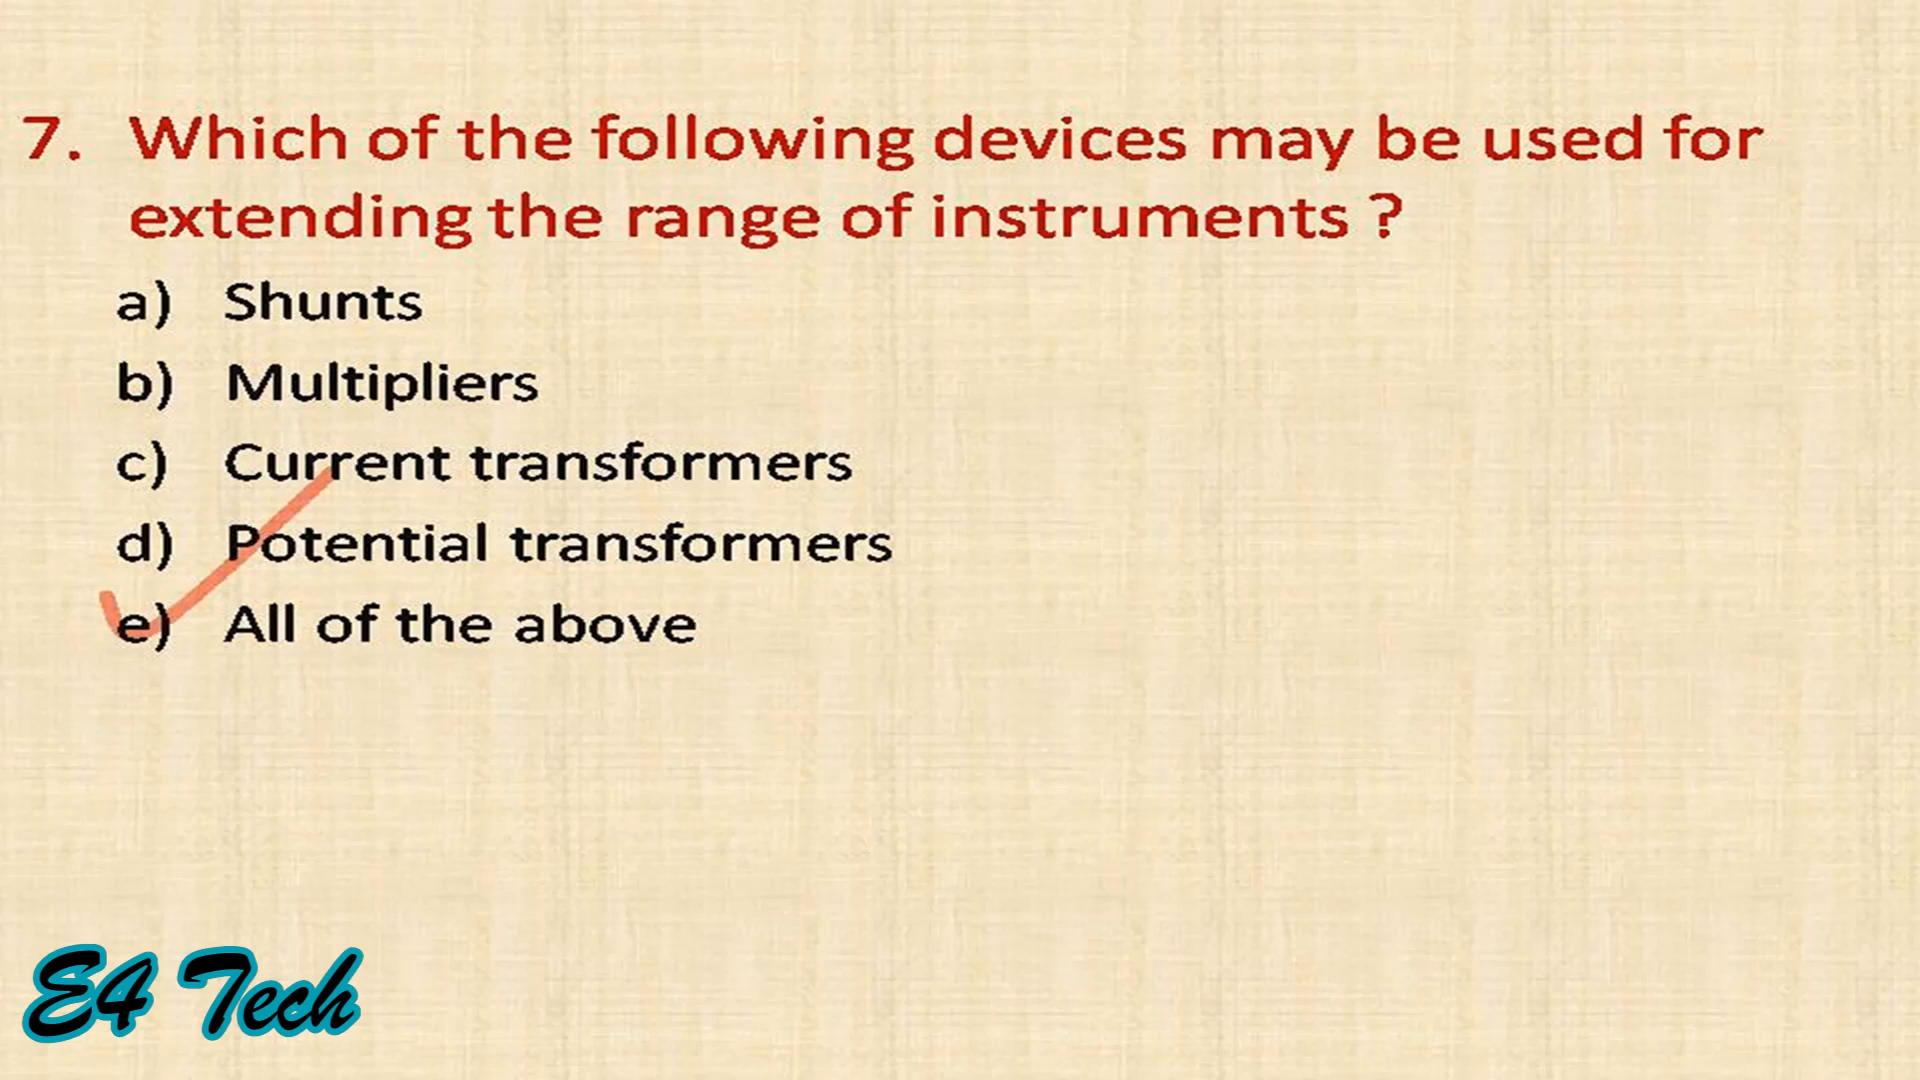 7. Which of the following devices may be used for
extending the range of instruments ?
a) Shunts
b) Multipliers
c) Current transformers
d) Potential transformers
e) All of the above
E4 Tech